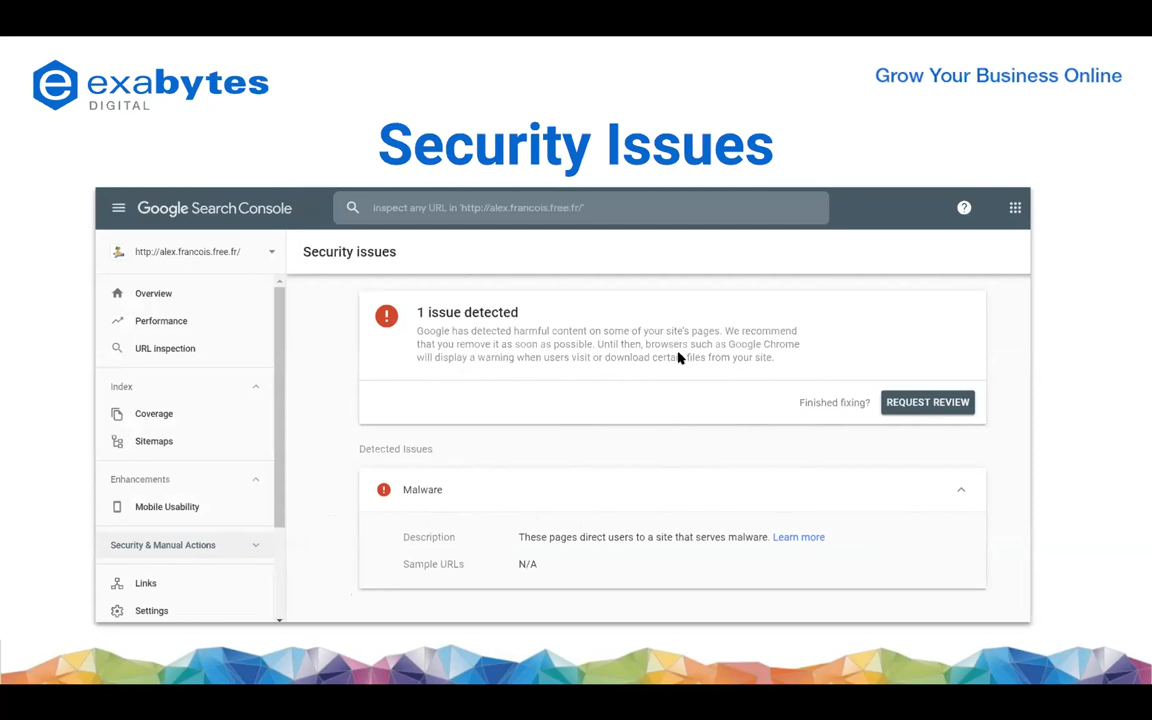 exabytes
DIGITAL
Grow Your Business Online
Security Issues
Google Search Console
Inspect any URL in 'http://alex.francois.free.fr/'
http://alex.francois.free.fr/
Security issues
Overview
Performance
URL inspection
Index
Coverage
Sitemaps
Enhancements
Mobile Usability
Security & Manual Actions
Links
Settings
1 issue detected
Google has detected harmful content on some of your site's pages. We recommend
that you remove it as soon as possible. Until then, browsers such as Google Chrome
will display a warning when users visit or download certain files from your site.
Finished fixing?
REQUEST REVIEW
Detected Issues
Malware
Description
These pages direct users to a site that serves malware. Learn more
Sample URLs
N/A